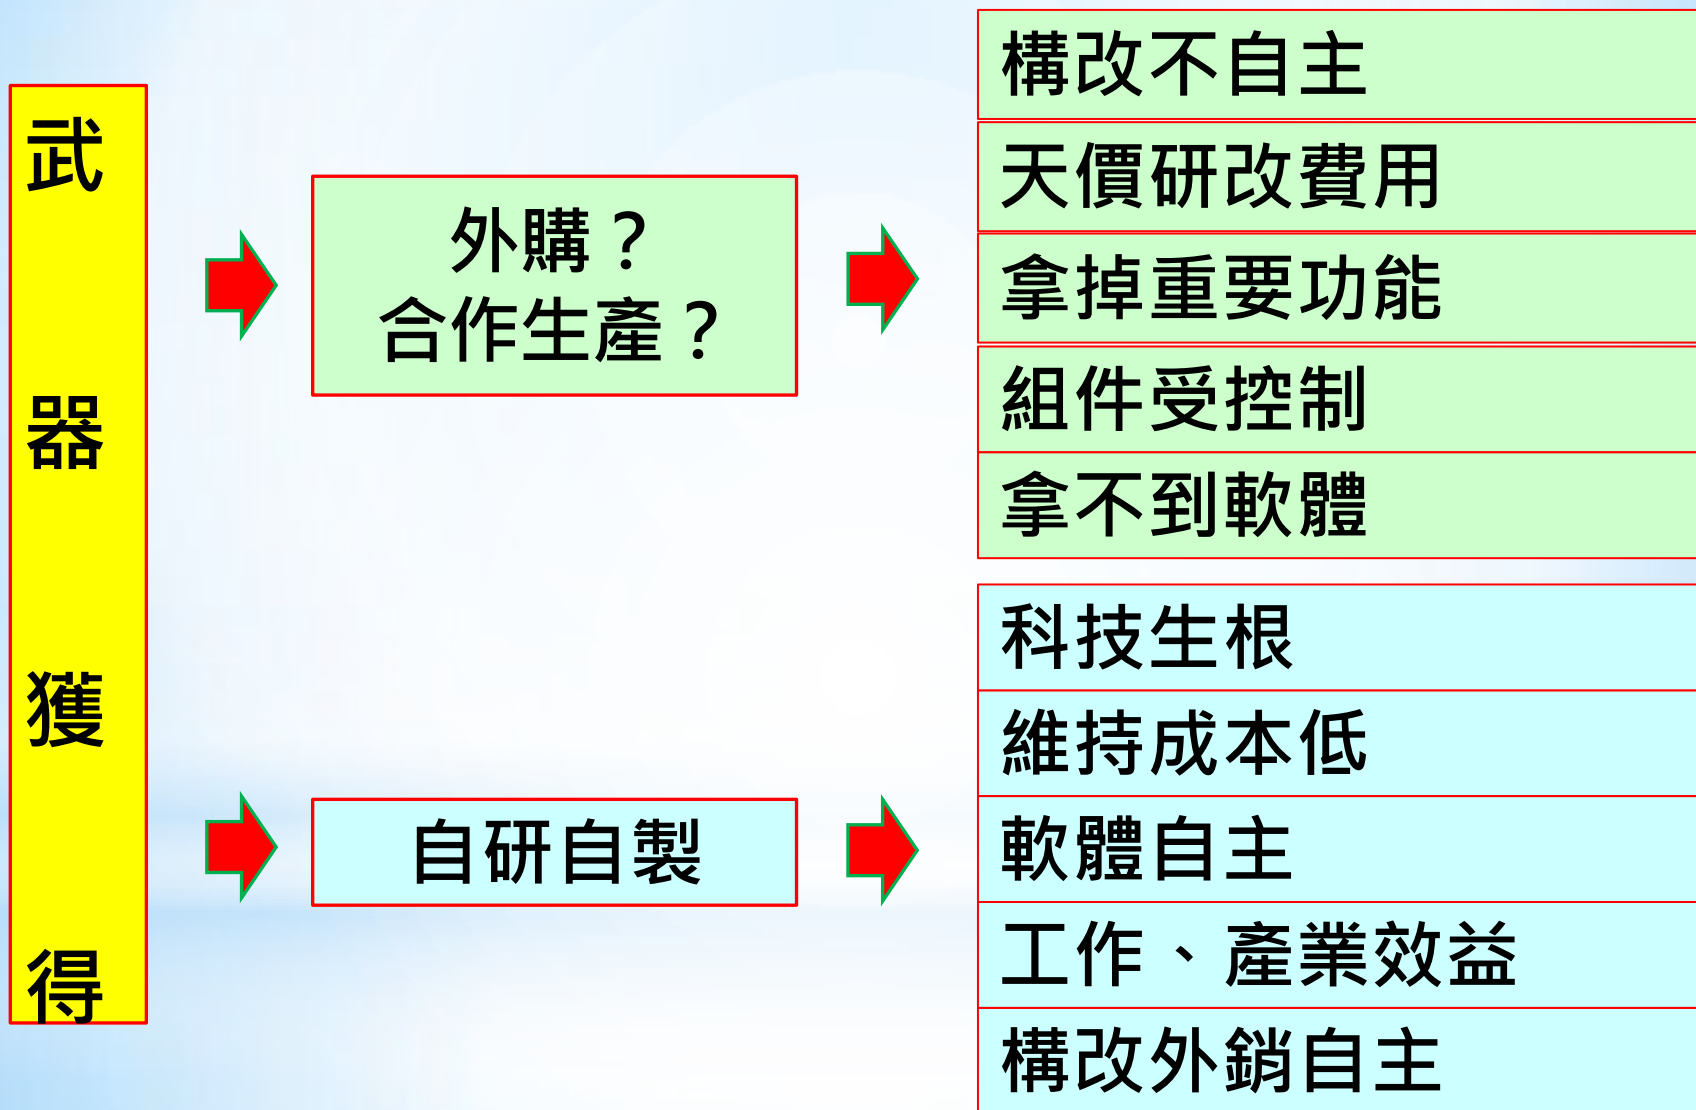 武器獲得
外購？
合作生產？
構改不自主
天價研改費用
拿掉重要功能
組件受控制
拿不到軟體
自研自製
科技生根
維持成本低
軟體自主
工作、產業效益
構改外銷自主